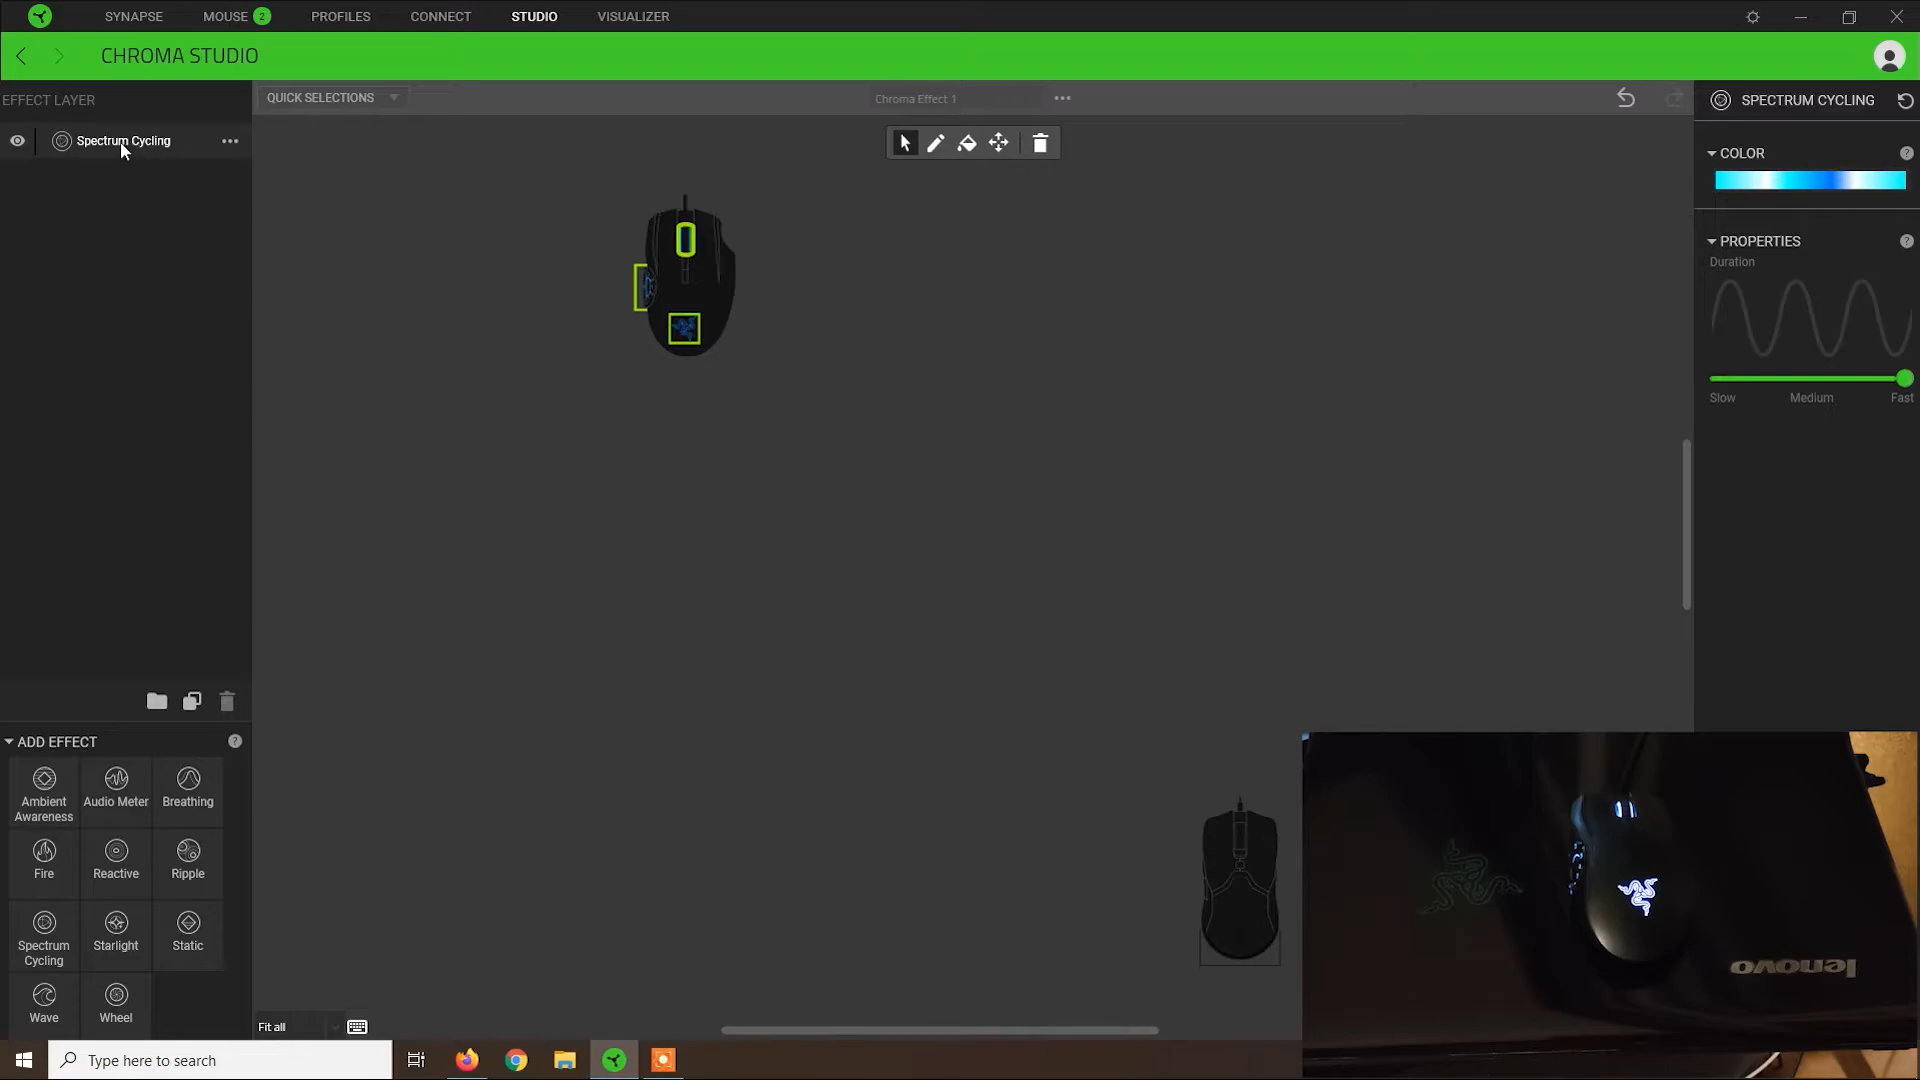 SYNAPSE MOUSE 2 PROFILES CONNECT STUDIO VISUALIZER
CHROMA STUDIO
EFFECT LAYER
QUICK SELECTIONS
Chroma Effect 1
SPECTRUM CYCLING
Spectrum Cycling
COLOR
?
PROPERTIES
?
Duration
Slow Medium Fast
ADD EFFECT
?
Ambient Awareness
Audio Meter
Breathing
Fire
Reactive
Ripple
Spectrum Cycling
Starlight
Static
Wave
Wheel
Fit all
lenovo
Type here to search